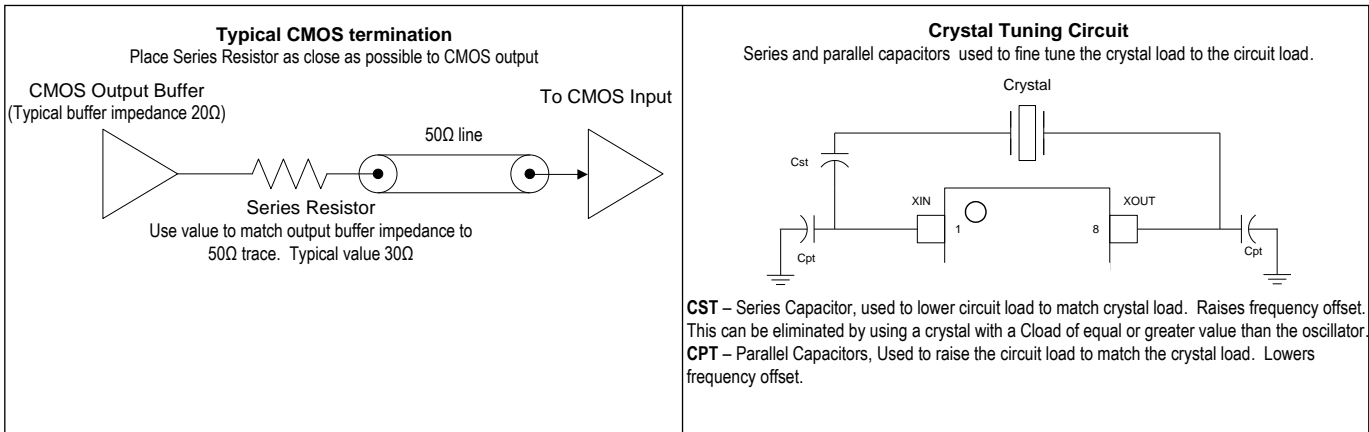 Typical CMOS termination
Place Series Resistor as close as possible to CMOS output
CMOS Output Buffer
(Typical buffer impedance 20Ω)
To CMOS Input
50Ω line
Series Resistor
Use value to match output buffer impedance to
50Ω trace. Typical value 30Ω
Crystal Tuning Circuit
Series and parallel capacitors used to fine tune the crystal load to the circuit load.
Crystal
Cst
XIN
XOUT
1
8
Cpt
Cpt
CST – Series Capacitor, used to lower circuit load to match crystal load. Raises frequency offset.
This can be eliminated by using a crystal with a Cload of equal or greater value than the oscillator.
CPT – Parallel Capacitors, Used to raise the circuit load to match the crystal load. Lowers
frequency offset.